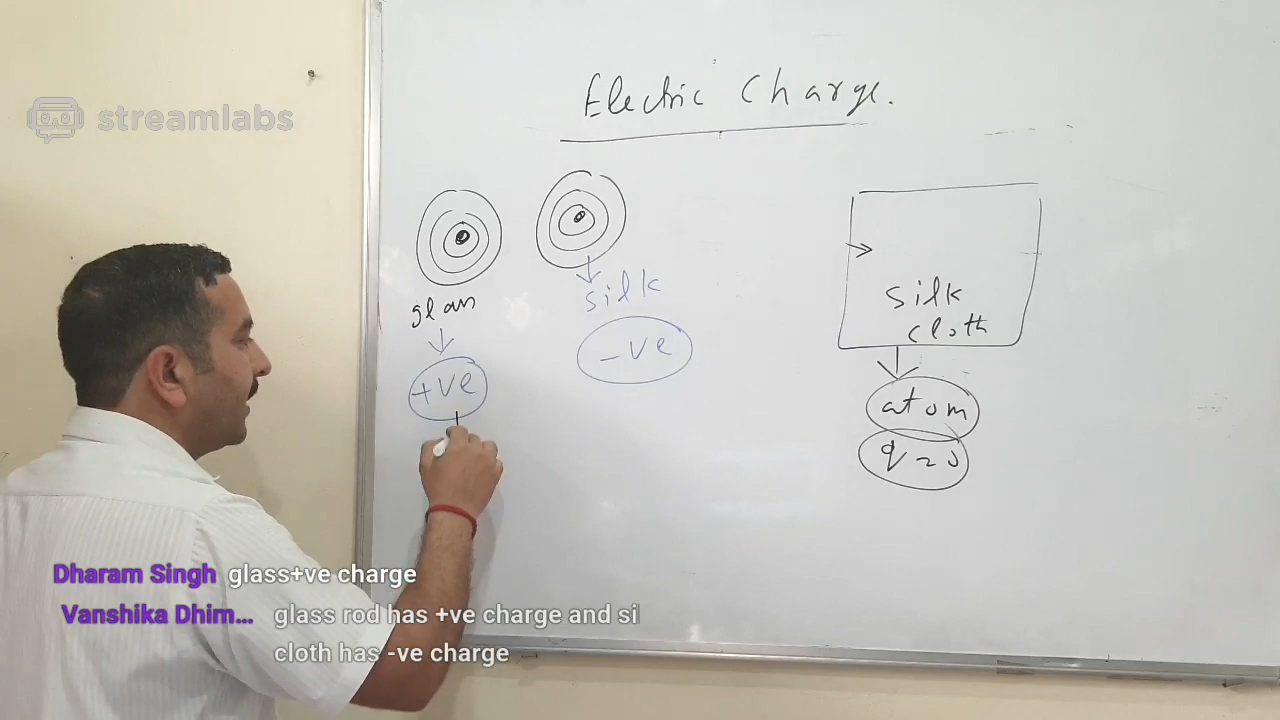 streamlabs
Electric Charge.
glass
+ve
silk
-ve
silk
cloth
atom
q=0
Dharam Singh glass+ve charge
Vanshika Dhim... glass rod has +ve charge and si
cloth has -ve charge